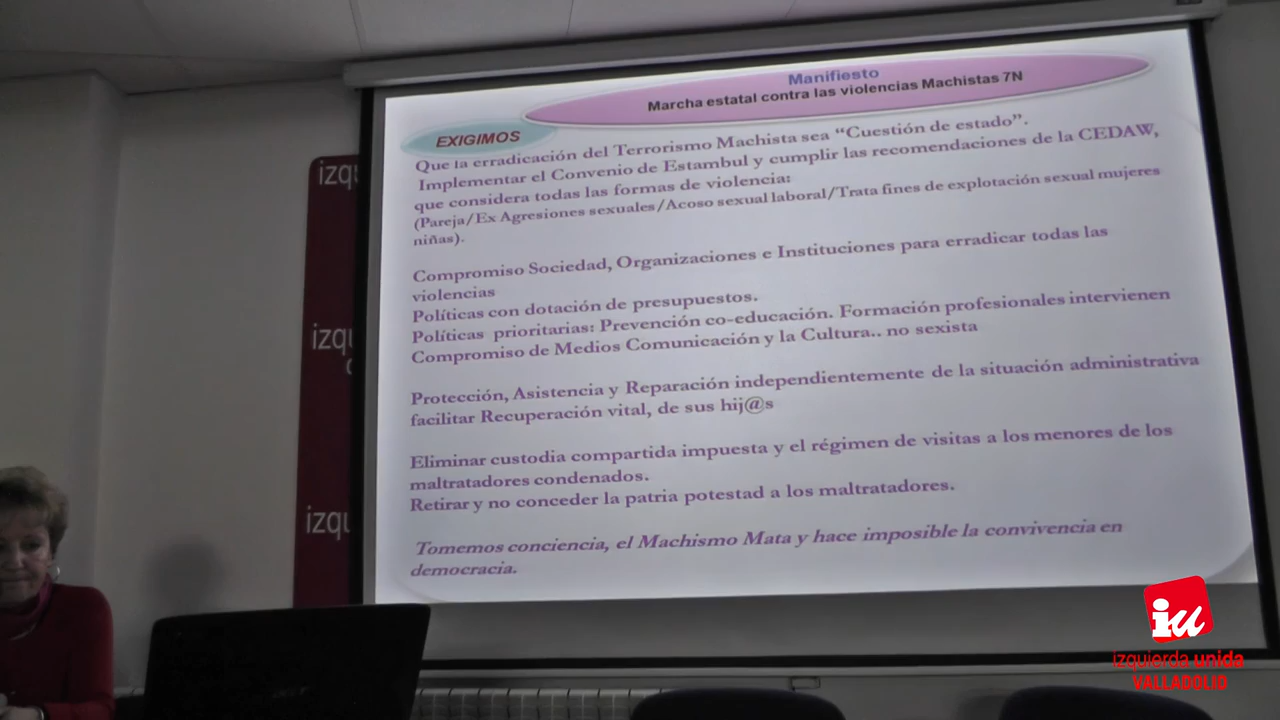 Manifiesto
Marcha estatal contra las violencias Machistas 7N
EXIGIMOS
Que la erradicación del Terrorismo Machista sea “Cuestión de estado”.
Implementar el Convenio de Estambul y cumplir las recomendaciones de la CEDAW,
que considera todas las formas de violencia:
(Pareja/Ex Agresiones sexuales/Acoso sexual laboral/Trata fines de explotación sexual mujeres
niñas).
Compromiso Sociedad, Organizaciones e Instituciones para erradicar todas las
violencias
Políticas con dotación de presupuestos.
Políticas prioritarias: Prevención co-educación. Formación profesionales intervienen
Compromiso de Medios Comunicación y la Cultura.. no sexista
Protección, Asistencia y Reparación independientemente de la situación administrativa
facilitar Recuperación vital, de sus hij@s
Eliminar custodia compartida impuesta y el régimen de visitas a los menores de los
maltratadores condenados.
Retirar y no conceder la patria potestad a los maltratadores.
Tomemos conciencia, el Machismo Mata y hace imposible la convivencia en
democracia.
izqu
izqu
izqu
iu
izquierda unida
VALLADOLID